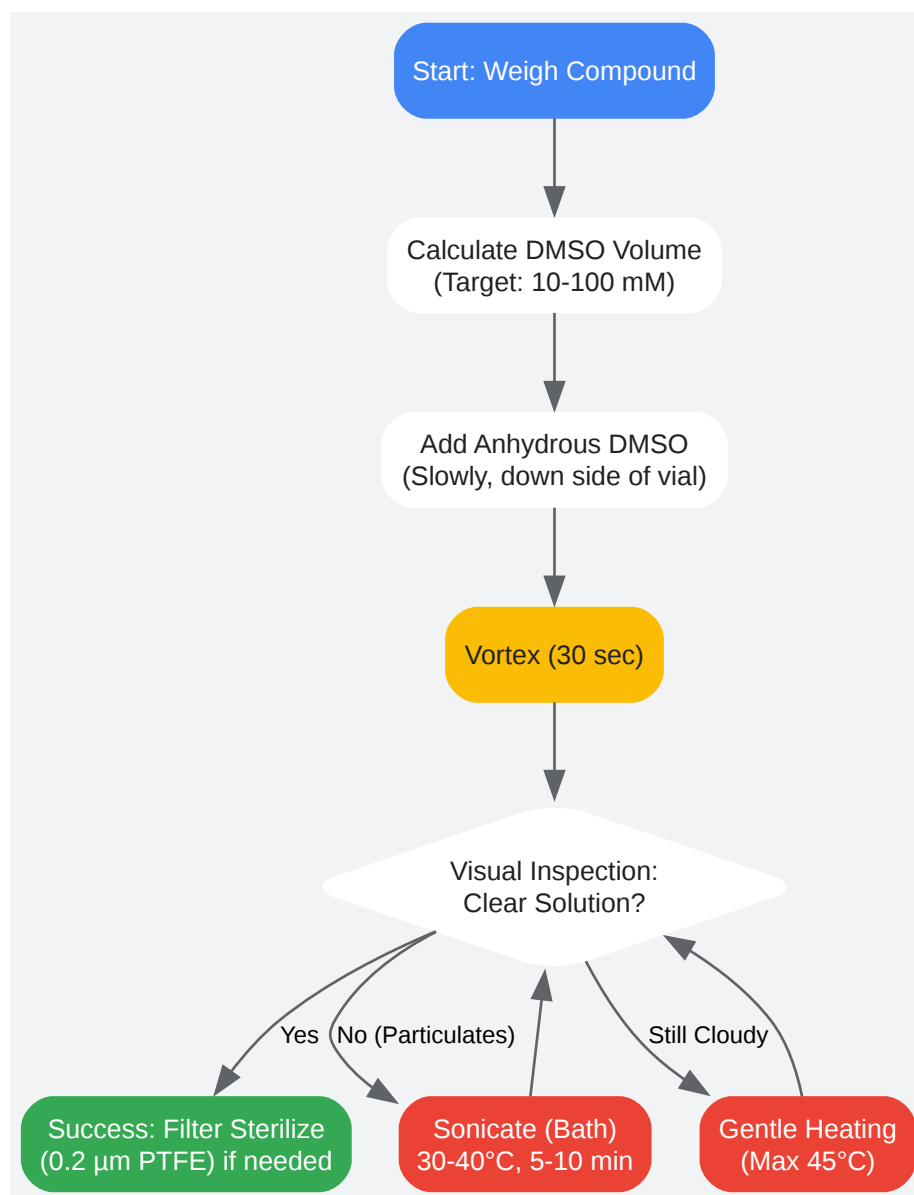 Start: Weigh Compound
Calculate DMSO Volume
(Target: 10-100 mM)
Add Anhydrous DMSO
(Slowly, down side of vial)
Vortex (30 sec)
Visual Inspection:
Clear Solution?
Yes
No (Particulates)
Still Cloudy
Success: Filter Sterilize
(0.2 µm PTFE) if needed
Sonicate (Bath)
30-40°C, 5-10 min
Gentle Heating
(Max 45°C)